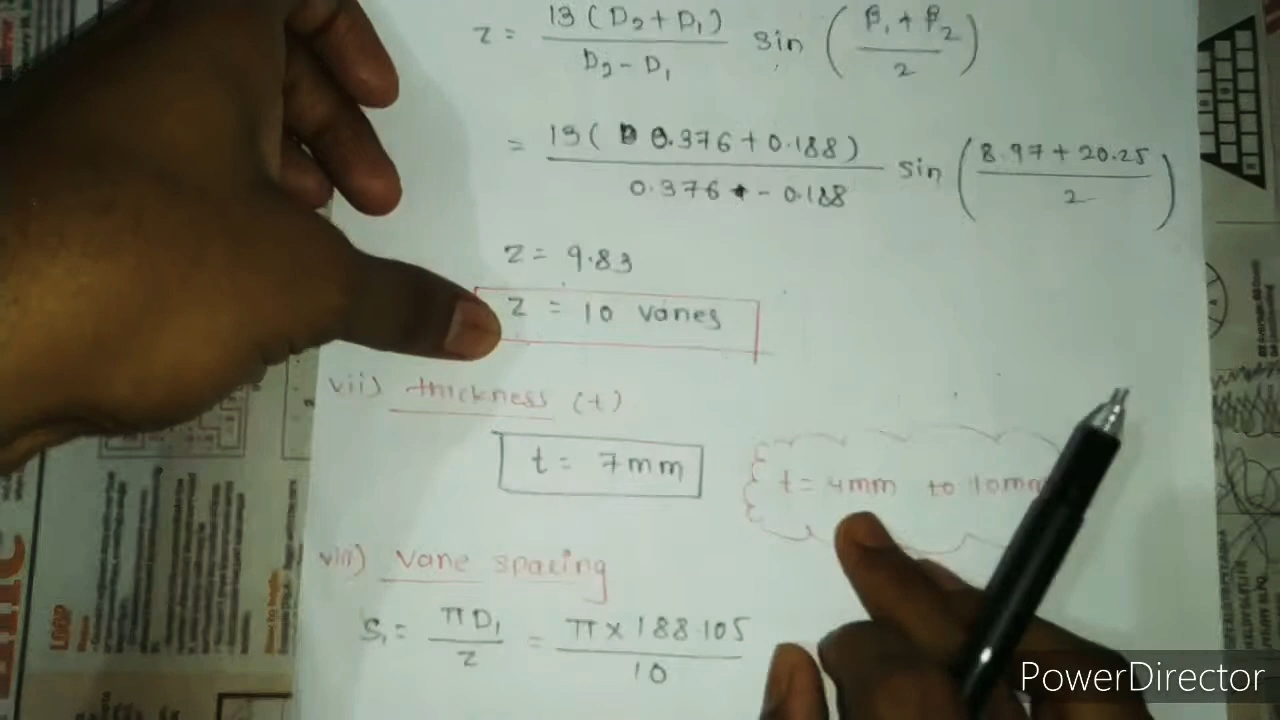 z = 13 ( D₂ + D₁ ) / D₂ - D₁ sin ( β₁ + β₂ / 2 )
= 13 ( 0.376 + 0.188 ) / 0.376 - 0.188 sin ( 8.97 + 20.25 / 2 )
z = 9.83
z = 10 vanes
vii) thickness (t)
t = 7mm
t = 4mm to 10mm
viii) vane spacing
S₁ = πD₁ / z = π × 188.105 / 10
PowerDirector